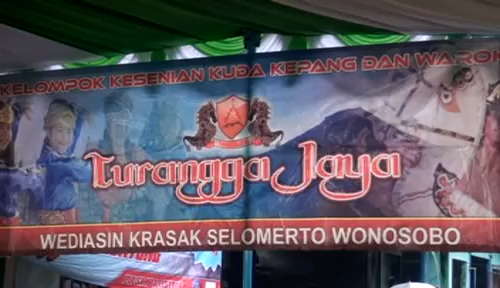 KELOMPOK KESENIAN KUDA KEPANG DAN WAROK
Turangga Jaya
WEDIASIN KRASAK SELOMERTO WONOSOBO